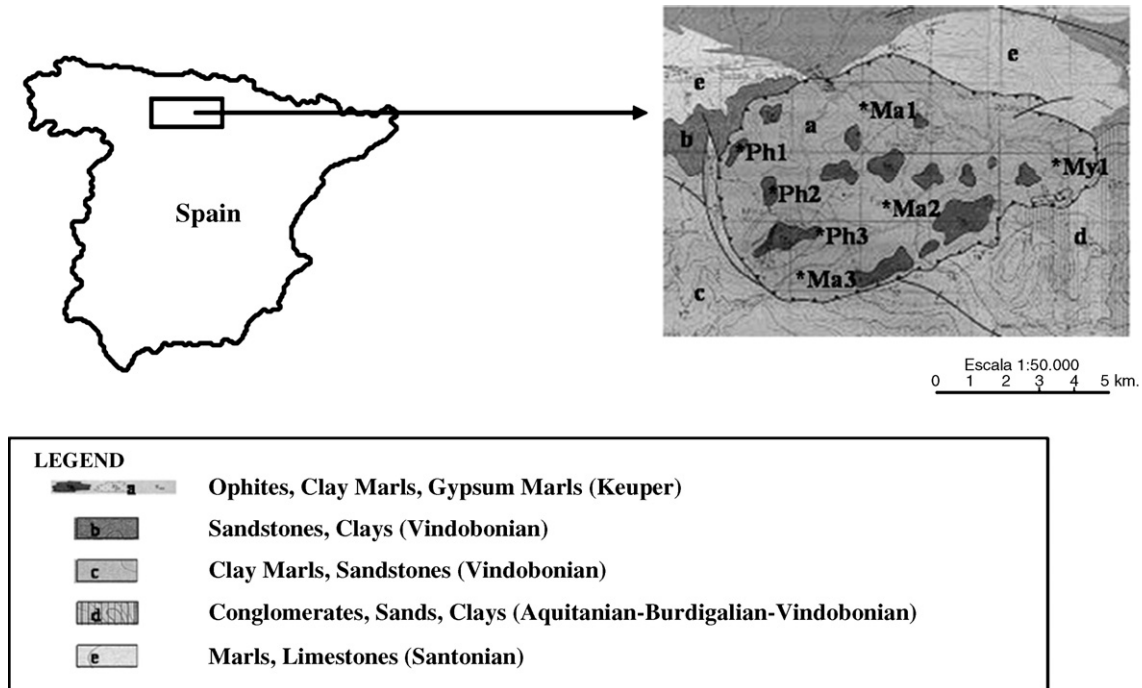 Spain
e
e
*Ma1
a
b
*Ph1
*My1
*Ph2
*Ma2
*Ph3
d
*Ma3
c
Escala 1:50.000
0 1 2 3 4 5 km.
LEGEND
a Ophites, Clay Marls, Gypsum Marls (Keuper)
b Sandstones, Clays (Vindobonian)
c Clay Marls, Sandstones (Vindobonian)
d Conglomerates, Sands, Clays (Aquitanian-Burdigalian-Vindobonian)
e Marls, Limestones (Santonian)